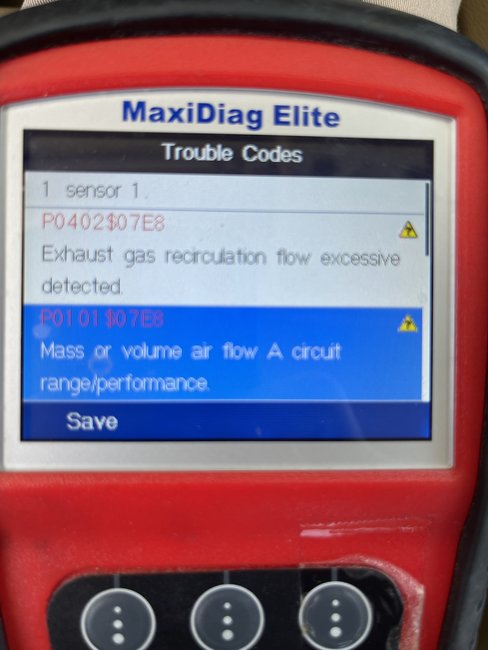 MaxiDiag Elite
Trouble Codes
1 sensor 1.
P0402$07E8
Exhaust gas recirculation flow excessive
detected.
P0101$07E8
Mass or volume air flow A circuit
range/performance.
Save